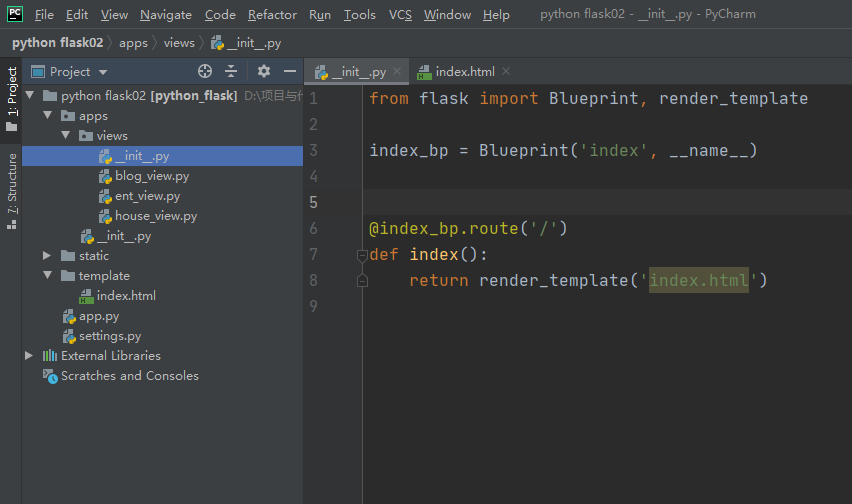 PC File Edit View Navigate Code Refactor Run Tools VCS Window Help python flask02 - __init__.py - PyCharm
python flask02 apps views __init__.py
1: Project
7: Structure
Project
python flask02 [python_flask] D:\项目与
apps
views
__init__.py
blog_view.py
ent_view.py
house_view.py
__init__.py
static
template
index.html
app.py
settings.py
External Libraries
Scratches and Consoles
__init__.py index.html
1 from flask import Blueprint, render_template
2
3 index_bp = Blueprint('index', __name__)
4
5
6 @index_bp.route('/')
7 def index():
8     return render_template('index.html')
9